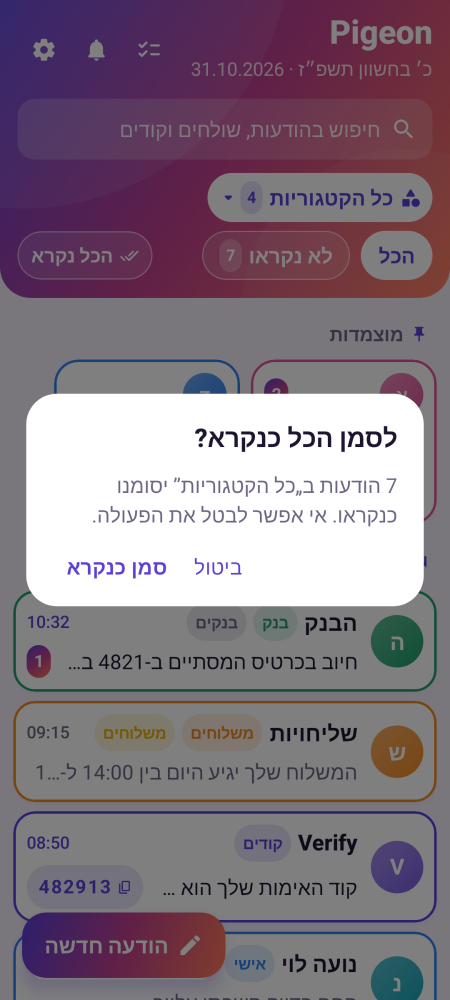 Pigeon
כ׳ בחשוון תשפ״ז · 31.10.2026
חיפוש בהודעות, שולחים וקודים
כל הקטגוריות 4
הכל
לא נקראו 7
הכל נקרא
מוצמדות
לסמן הכל כנקרא?
7 הודעות ב„כל הקטגוריות” יסומנו
כנקראו. אי אפשר לבטל את הפעולה.
ביטול
סמן כנקרא
ה
הבנק
בנק
בנקים
10:32
חיוב בכרטיס המסתיים ב-4821 ב...
1
ש
שליחויות
משלוחים
משלוחים
09:15
המשלוח שלך יגיע היום בין 14:00 ל-1...
V
Verify
קודים
08:50
קוד האימות שלך הוא ...
482913
נ
נועה לוי
אישי
הודעה חדשה